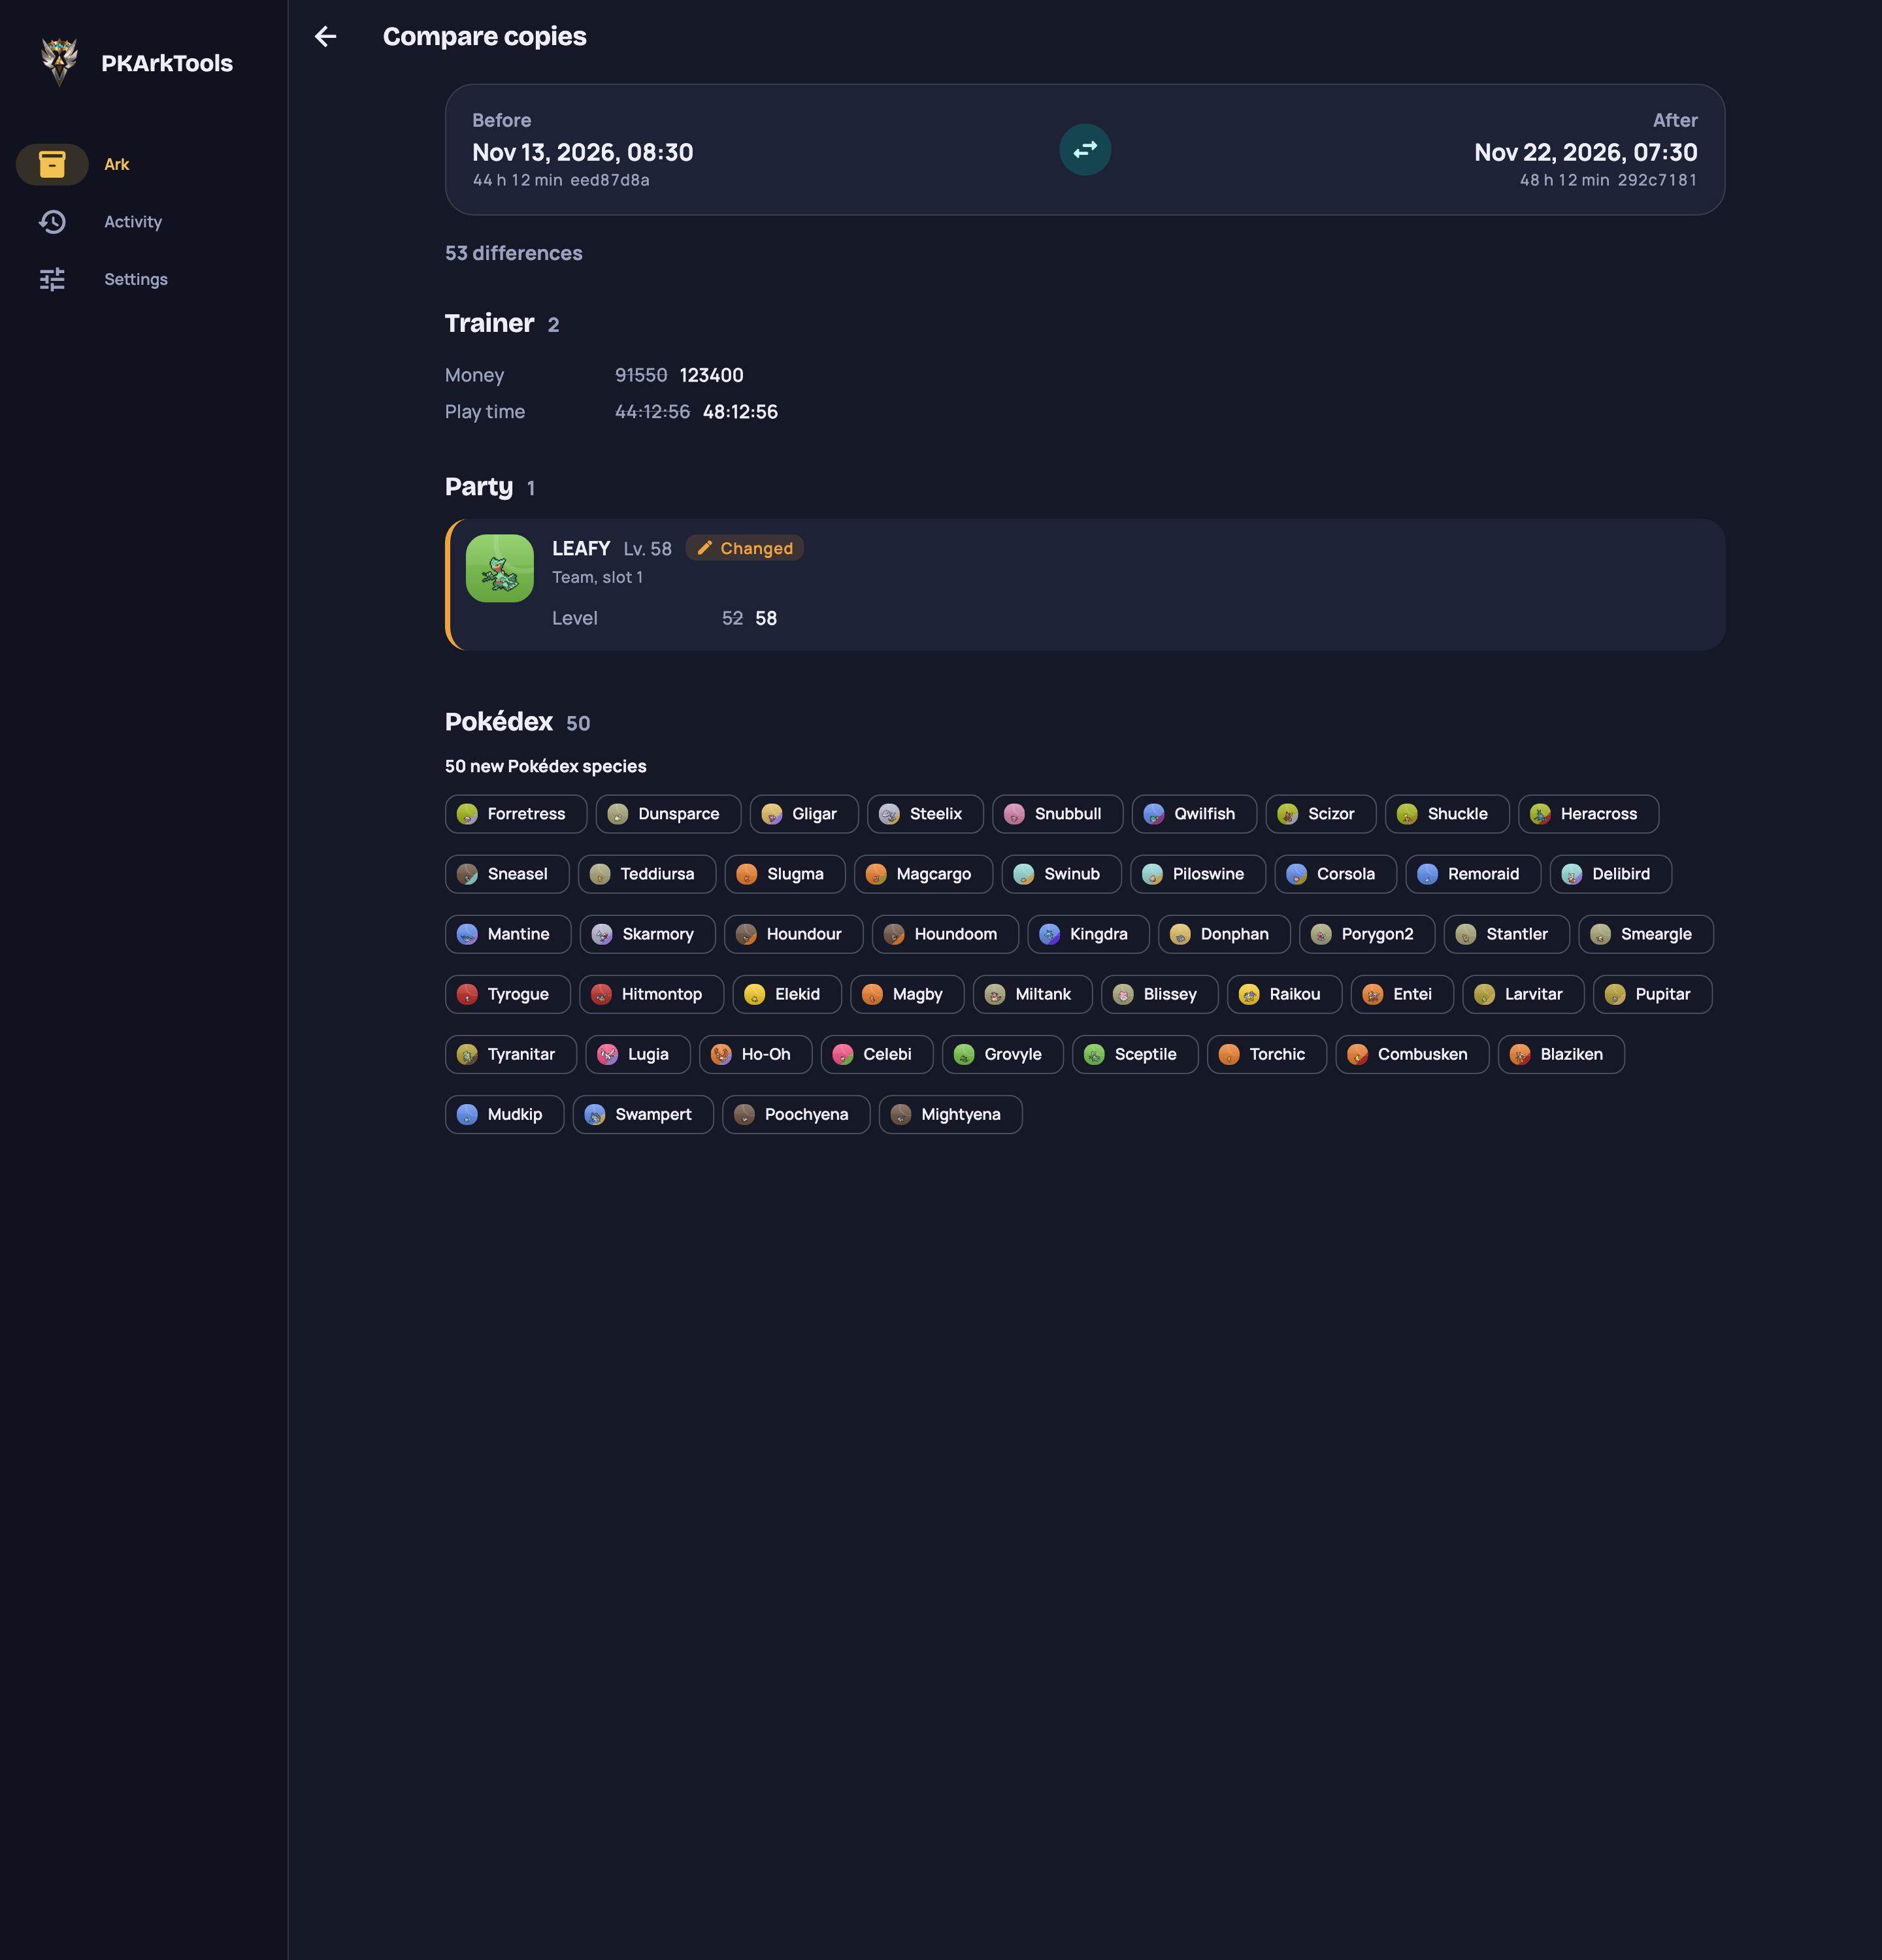 PKArkTools
Ark
Activity
Settings
Compare copies
Before
Nov 13, 2026, 08:30
44 h 12 min eed87d8a
After
Nov 22, 2026, 07:30
48 h 12 min 292c7181
53 differences
Trainer 2
Money 91550 123400
Play time 44:12:56 48:12:56
Party 1
LEAFY Lv. 58 Changed
Team, slot 1
Level 52 58
Pokédex 50
50 new Pokédex species
Forretress Dunsparce Gligar Steelix Snubbull Qwilfish Scizor Shuckle Heracross
Sneasel Teddiursa Slugma Magcargo Swinub Piloswine Corsola Remoraid Delibird
Mantine Skarmory Houndour Houndoom Kingdra Donphan Porygon2 Stantler Smeargle
Tyrogue Hitmontop Elekid Magby Miltank Blissey Raikou Entei Larvitar Pupitar
Tyranitar Lugia Ho-Oh Celebi Grovyle Sceptile Torchic Combusken Blaziken
Mudkip Swampert Poochyena Mightyena